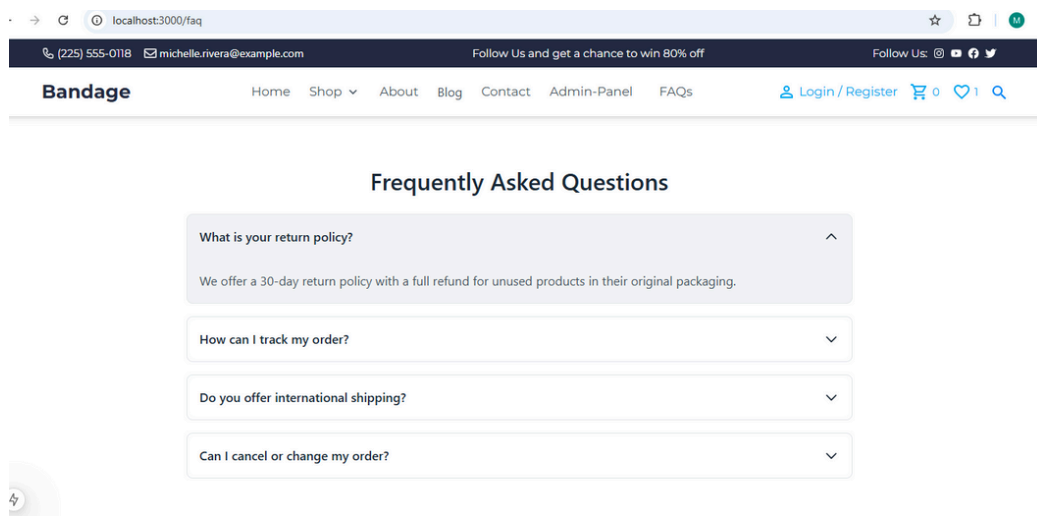 localhost:3000/faq
M
(225) 555-0118 michelle.rivera@example.com Follow Us and get a chance to win 80% off Follow Us:
Bandage Home Shop About Blog Contact Admin-Panel FAQs Login / Register 0 1
Frequently Asked Questions
What is your return policy?
We offer a 30-day return policy with a full refund for unused products in their original packaging.
How can I track my order?
Do you offer international shipping?
Can I cancel or change my order?